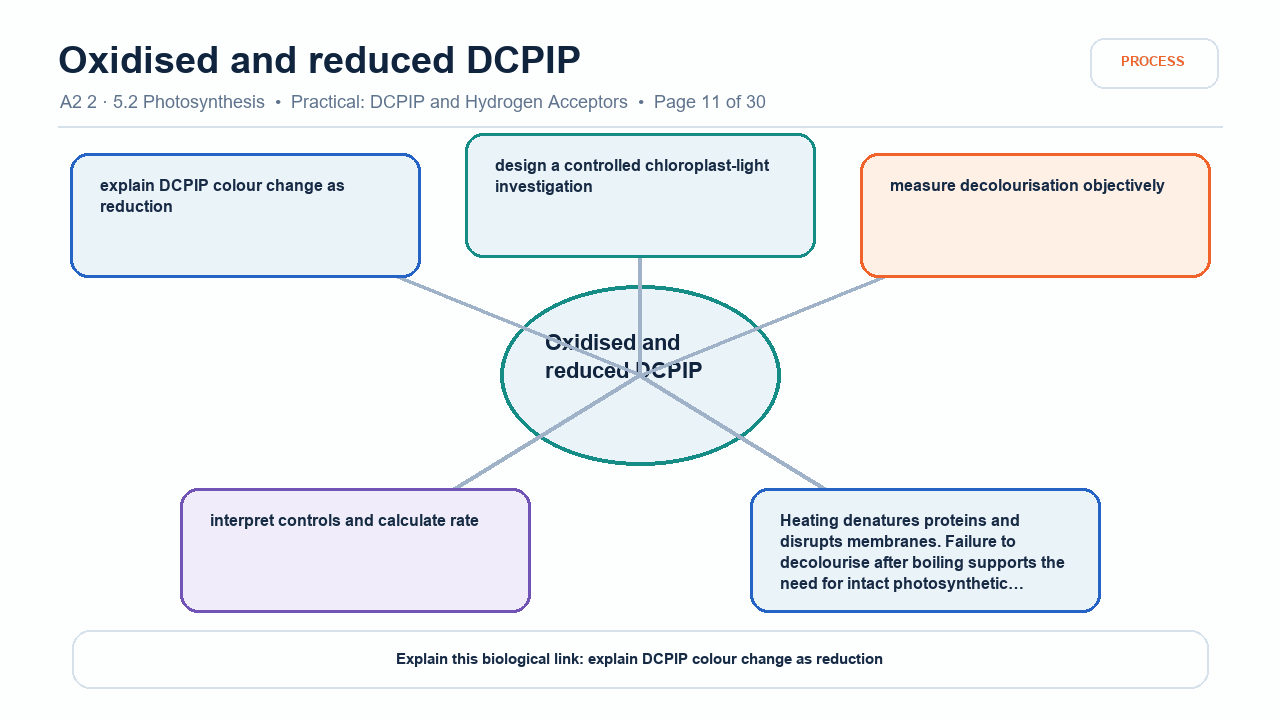 Oxidised and reduced DCPIP
PROCESS
A2 2 · 5.2 Photosynthesis • Practical: DCPIP and Hydrogen Acceptors • Page 11 of 30
explain DCPIP colour change as
reduction
design a controlled chloroplast-light
investigation
measure decolourisation objectively
Oxidised and
reduced DCPIP
interpret controls and calculate rate
Heating denatures proteins and
disrupts membranes. Failure to
decolourise after boiling supports the
need for intact photosynthetic…
Explain this biological link: explain DCPIP colour change as reduction